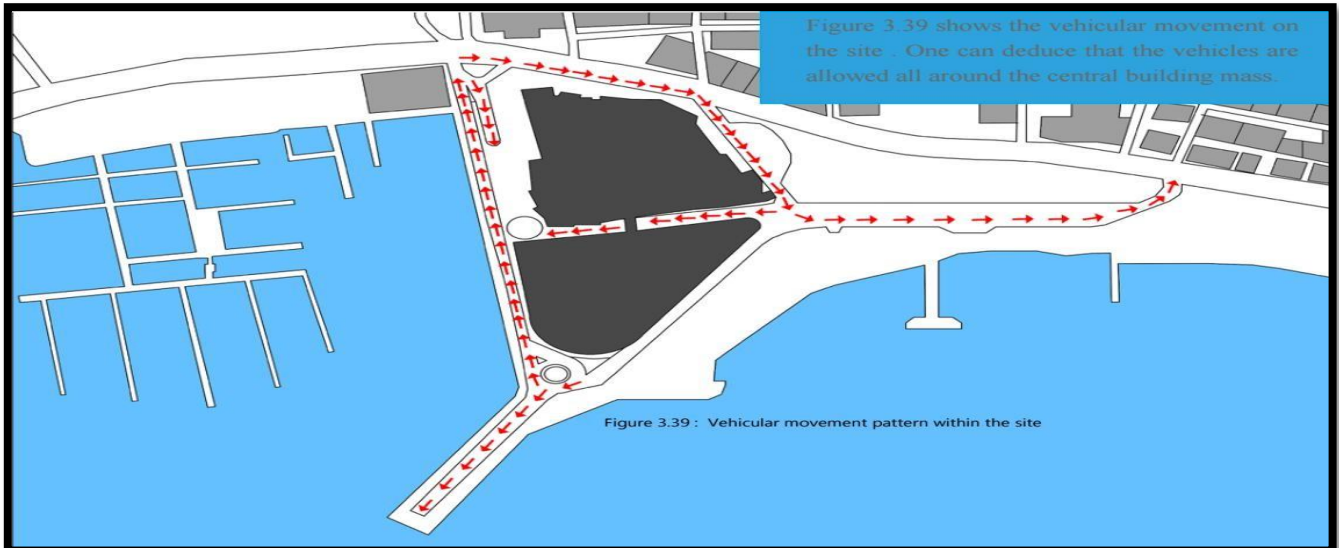 Figure 3.39 shows the vehicular movement on
the site . One can deduce that the vehicles are
allowed all around the central building mass.
Figure 3.39 : Vehicular movement pattern within the site